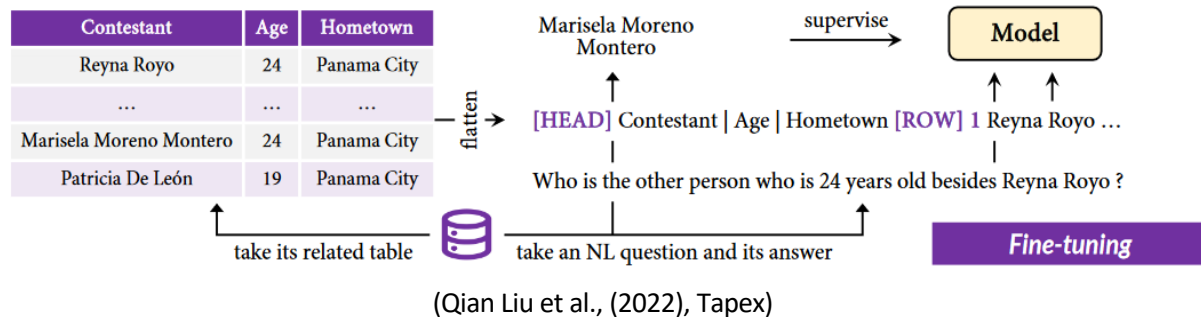 Contestant Age Hometown
Reyna Royo 24 Panama City
... ... ...
Marisela Moreno Montero 24 Panama City
Patricia De León 19 Panama City
flatten
Marisela Moreno
Montero
supervise
Model
[HEAD] Contestant | Age | Hometown [ROW] 1 Reyna Royo ...
Who is the other person who is 24 years old besides Reyna Royo ?
take its related table
take an NL question and its answer
Fine-tuning
(Qian Liu et al., (2022), Tapex)